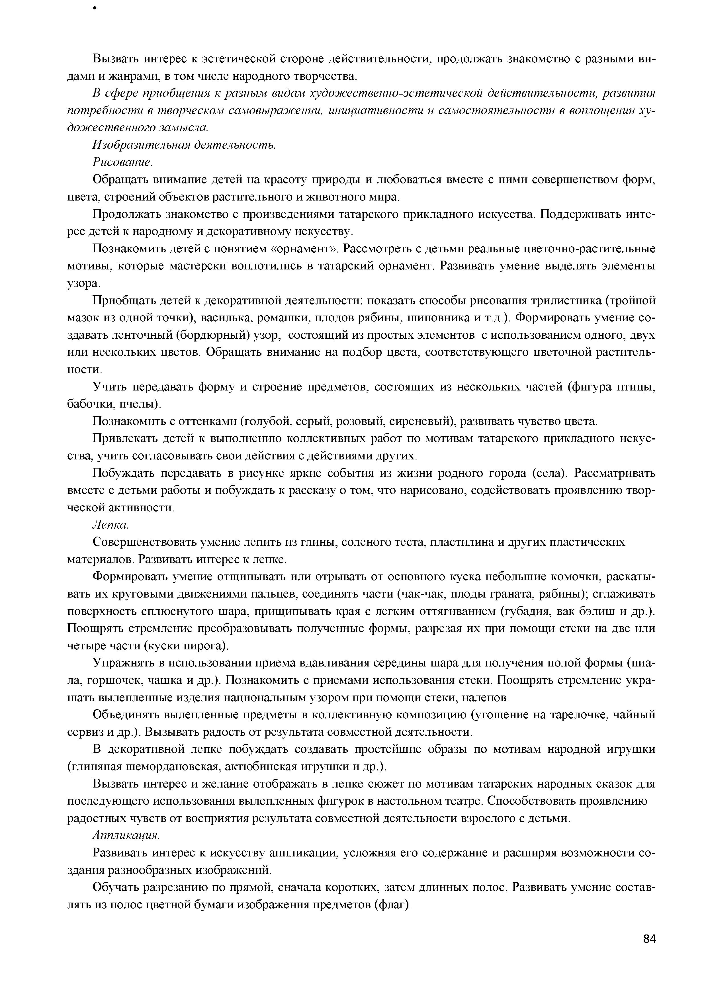 •
Вызвать интерес к эстетической стороне действительности, продолжать знакомство с разными ви-
дами и жанрами, в том числе народного творчества.
В сфере приобщения к разным видам художественно-эстетической действительности, развития
потребности в творческом самовыражении, инициативности и самостоятельности в воплощении ху-
дожественного замысла.
Изобразительная деятельность.
Рисование.
Обращать внимание детей на красоту природы и любоваться вместе с ними совершенством форм,
цвета, строений объектов растительного и животного мира.
Продолжать знакомство с произведениями татарского прикладного искусства. Поддерживать инте-
рес детей к народному и декоративному искусству.
Познакомить детей с понятием «орнамент». Рассмотреть с детьми реальные цветочно-растительные
мотивы, которые мастерски воплотились в татарский орнамент. Развивать умение выделять элементы
узора.
Приобщать детей к декоративной деятельности: показать способы рисования трилистника (тройной
мазок из одной точки), василька, ромашки, плодов рябины, шиповника и т.д.). Формировать умение со-
здавать ленточный (бордюрный) узор, состоящий из простых элементов с использованием одного, двух
или нескольких цветов. Обращать внимание на подбор цвета, соответствующего цветочной раститель-
ности.
Учить передавать форму и строение предметов, состоящих из нескольких частей (фигура птицы,
бабочки, пчелы).
Познакомить с оттенками (голубой, серый, розовый, сиреневый), развивать чувство цвета.
Привлекать детей к выполнению коллективных работ по мотивам татарского прикладного искус-
ства, учить согласовывать свои действия с действиями других.
Побуждать передавать в рисунке яркие события из жизни родного города (села). Рассматривать
вместе с детьми работы и побуждать к рассказу о том, что нарисовано, содействовать проявлению твор-
ческой активности.
Лепка.
Совершенствовать умение лепить из глины, соленого теста, пластилина и других пластических
материалов. Развивать интерес к лепке.
Формировать умение отщипывать или отрывать от основного куска небольшие комочки, раскаты-
вать их круговыми движениями пальцев, соединять части (чак-чак, плоды граната, рябины); сглаживать
поверхность сплюснутого шара, прищипывать края с легким оттягиванием (губадия, вак бэлиш и др.).
Поощрять стремление преобразовывать полученные формы, разрезая их при помощи стеки на две или
четыре части (куски пирога).
Упражнять в использовании приема вдавливания середины шара для получения полой формы (пиа-
ла, горшочек, чашка и др.). Познакомить с приемами использования стеки. Поощрять стремление укра-
шать вылепленные изделия национальным узором при помощи стеки, налепов.
Объединять вылепленные предметы в коллективную композицию (угощение на тарелочке, чайный
сервиз и др.). Вызывать радость от результата совместной деятельности.
В декоративной лепке побуждать создавать простейшие образы по мотивам народной игрушки
(глиняная шемордановская, актюбинская игрушки и др.).
Вызвать интерес и желание отображать в лепке сюжет по мотивам татарских народных сказок для
последующего использования вылепленных фигурок в настольном театре. Способствовать проявлению
радостных чувств от восприятия результата совместной деятельности взрослого с детьми.
Аппликация.
Развивать интерес к искусству аппликации, усложняя его содержание и расширяя возможности со-
здания разнообразных изображений.
Обучать разрезанию по прямой, сначала коротких, затем длинных полос. Развивать умение состав-
лять из полос цветной бумаги изображения предметов (флаг).
84